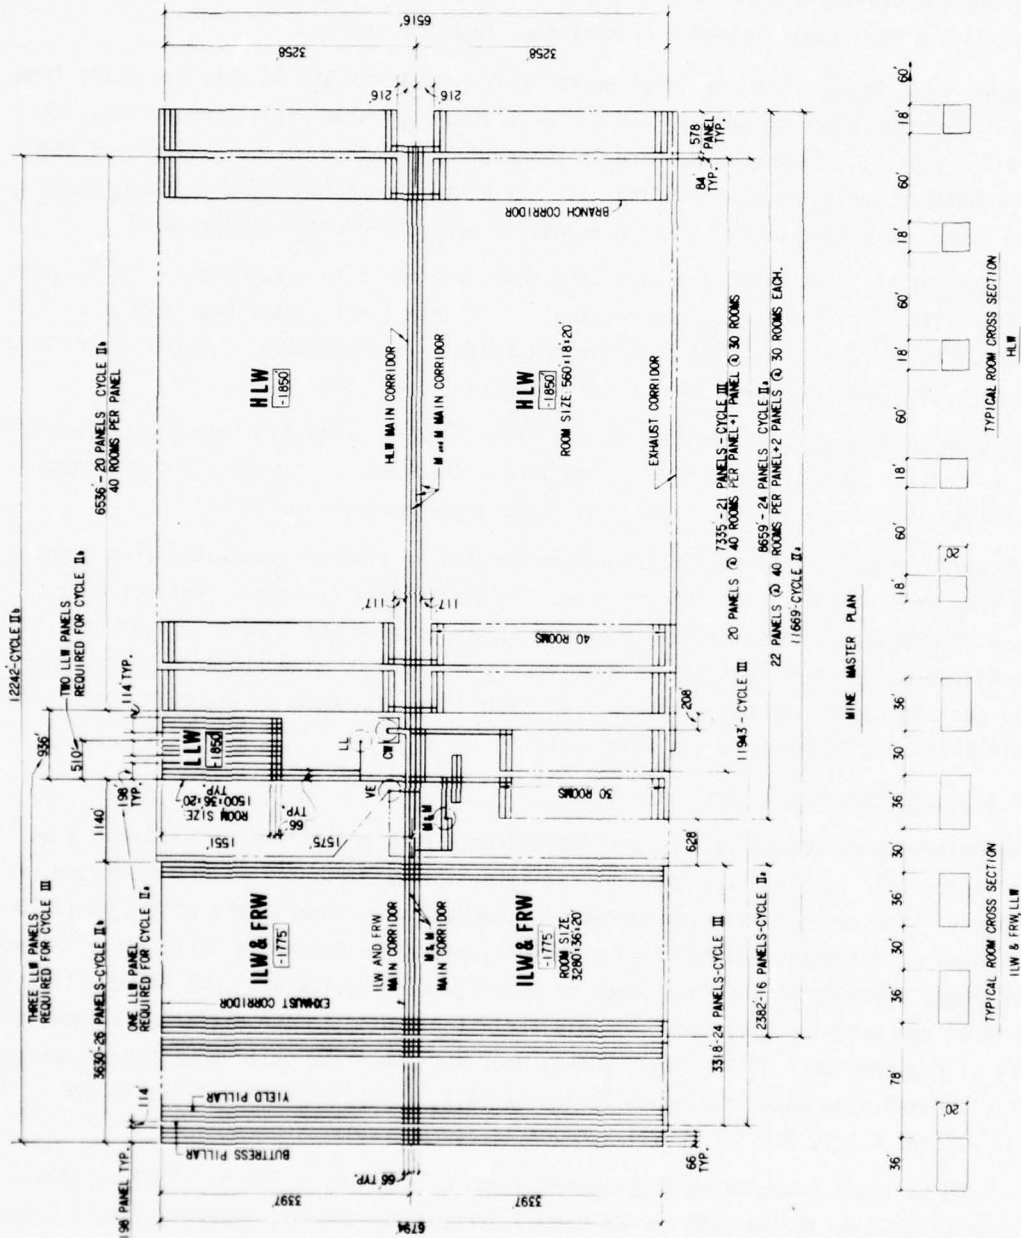 12242'-CYCLE IIb
THREE LLW PANELS
REQUIRED FOR CYCLE III
936'
510'
TWO LLW PANELS
REQUIRED FOR CYCLE IIb
3630-26 PANELS-CYCLE IIb
1140'
198'
TYP.
114 TYP.
6536'-20 PANELS CYCLE IIb
40 ROOMS PER PANEL
198' PANEL TYP.
114'
ONE LLW PANEL
REQUIRED FOR CYCLE IIa
BUTTRESS PILLAR
YIELD PILLAR
EXHAUST CORRIDOR
ILW & FRW
-1775'
ILW AND FRW
MAIN CORRIDOR
M&M
MAIN CORRIDOR
ILW & FRW
-1775'
ROOM SIZE
3280×36×20'
66 TYP.
66'
TYP.
3397'
3397'
6794'
LLW
-1850'
ROOM SIZE:
1500×36×20'
TYP.
66'
TYP.
1551'
1575'
VE
LL
CW
M&M
30 ROOMS
40 ROOMS
117'
117'
208'
628
HLW
-1850'
HLW MAIN CORRIDOR
M and M MAIN CORRIDOR
HLW
-1850'
ROOM SIZE: 560×18×20'
EXHAUST CORRIDOR
BRANCH CORRIDOR
216'
216'
3258'
3258'
6516'
84'
TYP.
578
PANEL
TYP.
3318'-24 PANELS-CYCLE III
11943'-CYCLE III
7335'-21 PANELS-CYCLE III
20 PANELS @ 40 ROOMS PER PANEL+1 PANEL @ 30 ROOMS
2382'-16 PANELS-CYCLE IIa
8659'-24 PANELS CYCLE IIa
22 PANELS @ 40 ROOMS PER PANEL+2 PANELS @ 30 ROOMS EACH.
11669'-CYCLE IIa
MINE MASTER PLAN
36'
78'
36'
30'
36'
30'
36'
30'
36'
20'
TYPICAL ROOM CROSS SECTION
ILW & FRW, LLW
18'
60'
18'
60'
18'
60'
18'
60'
18'
60'
20'
TYPICAL ROOM CROSS SECTION
HLW